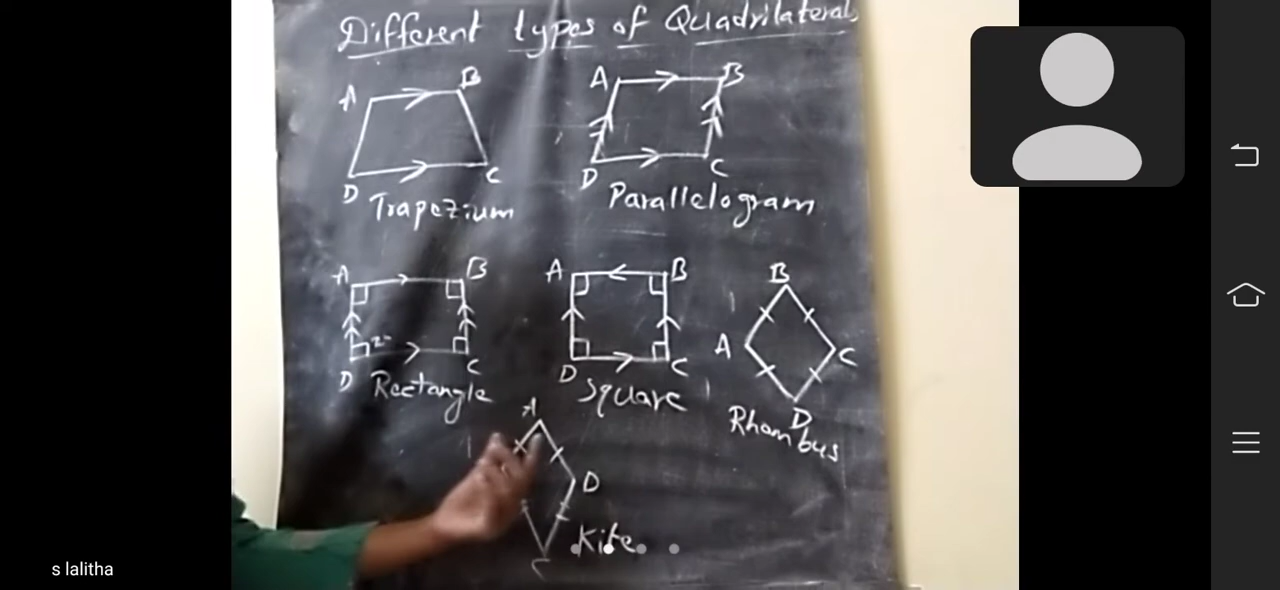 Different types of Quadrilaterals
A B
A B
D C
D C
Trapezium
Parallelogram
A B
A B
B
A C
D C
D C
D
Rectangle
Square
Rhombus
A
D
Kite
C
s lalitha